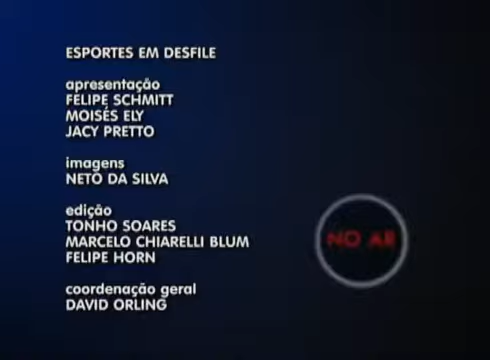 ESPORTES EM DESFILE
apresentação
FELIPE SCHMITT
MOISÉS ELY
JACY PRETTO
imagens
NETO DA SILVA
edição
TONHO SOARES
MARCELO CHIARELLI BLUM
FELIPE HORN
coordenação geral
DAVID ORLING
NO AR